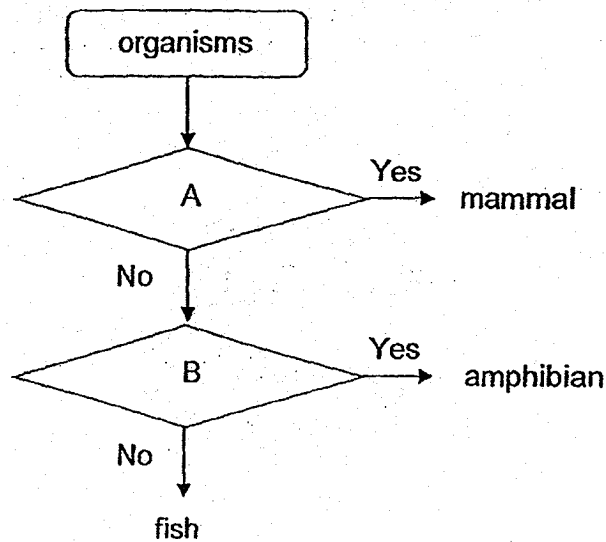 organisms
A
Yes
mammal
No
B
Yes
amphibian
No
fish